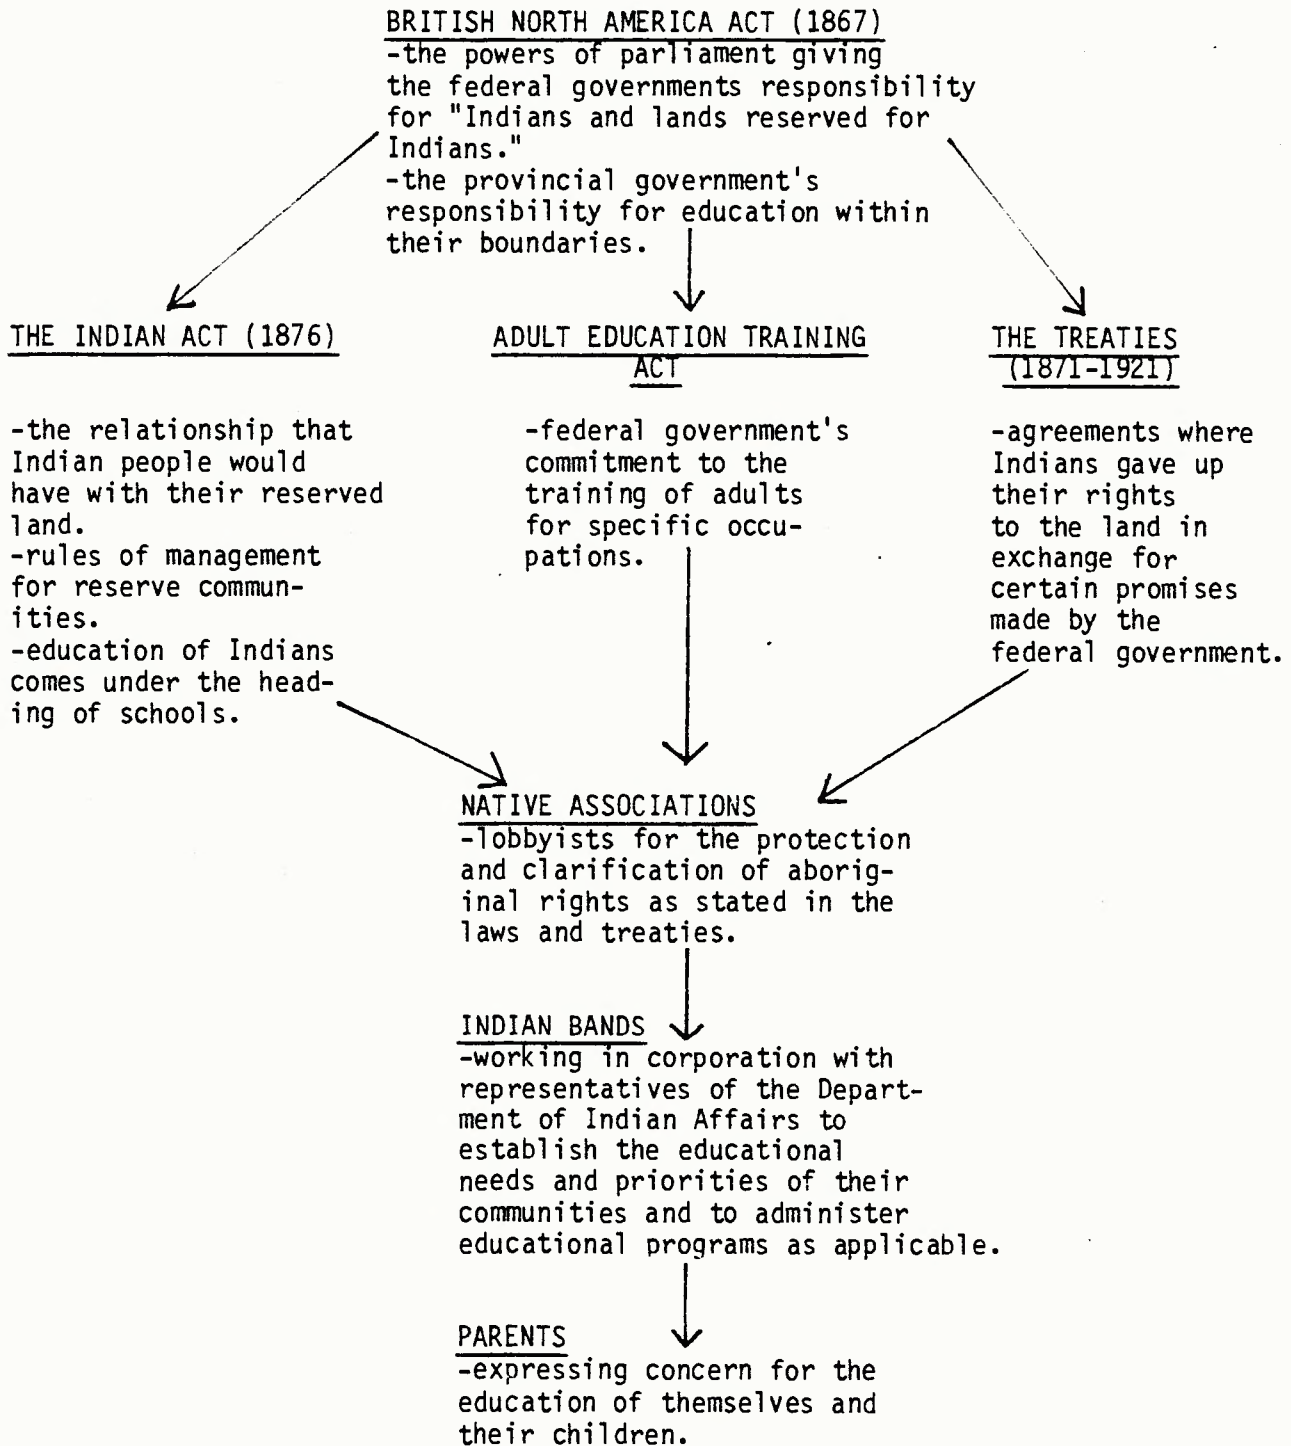 BRITISH NORTH AMERICA ACT (1867)
-the powers of parliament giving
the federal governments responsibility
for "Indians and lands reserved for
Indians."
-the provincial government's
responsibility for education within
their boundaries.
THE INDIAN ACT (1876)
-the relationship that
Indian people would
have with their reserved
land.
-rules of management
for reserve commun-
ities.
-education of Indians
comes under the head-
ing of schools.
ADULT EDUCATION TRAINING
ACT
-federal government's
commitment to the
training of adults
for specific occu-
pations.
THE TREATIES
(1871-1921)
-agreements where
Indians gave up
their rights
to the land in
exchange for
certain promises
made by the
federal government.
NATIVE ASSOCIATIONS
-lobbyists for the protection
and clarification of aborig-
inal rights as stated in the
laws and treaties.
INDIAN BANDS
-working in corporation with
representatives of the Depart-
ment of Indian Affairs to
establish the educational
needs and priorities of their
communities and to administer
educational programs as applicable.
PARENTS
-expressing concern for the
education of themselves and
their children.